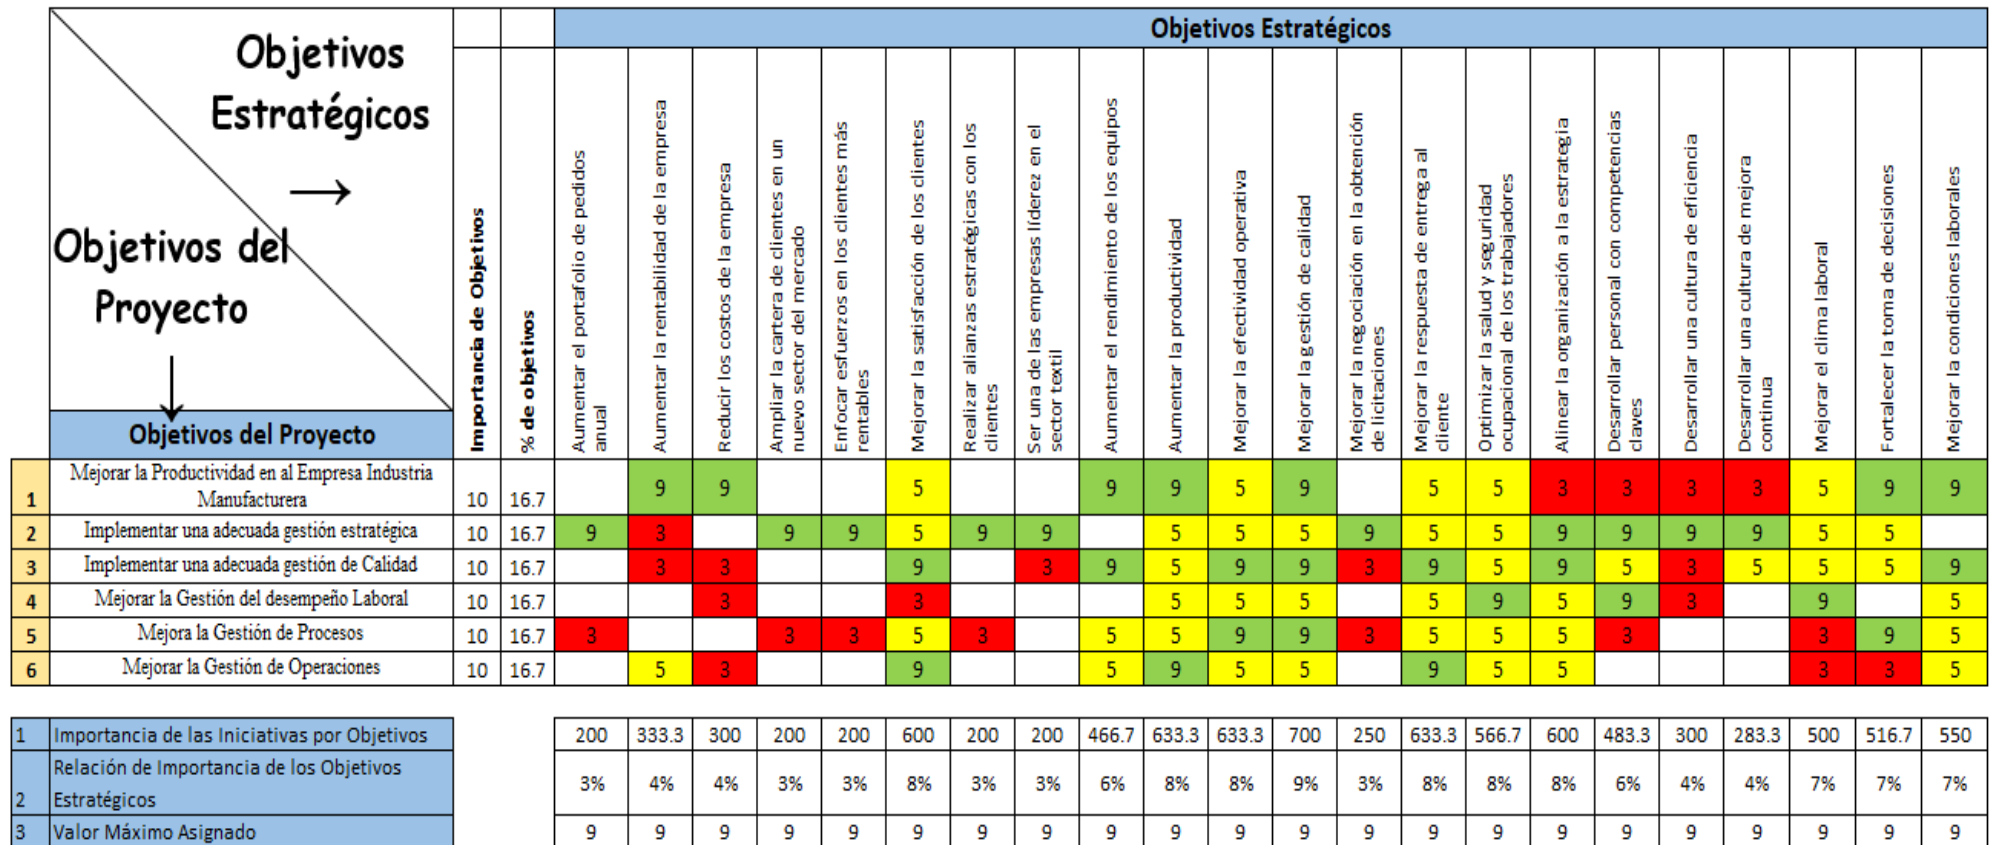 Objetivos
Estratégicos
→
Objetivos del
Proyecto
↓
Objetivos del Proyecto
Importancia de Objetivos
% de objetivos
Objetivos Estratégicos
Aumentar el portafolio de pedidos
anual
Aumentar la rentabilidad de la empresa
Reducir los costos de la empresa
Ampliar la cartera de clientes en un
nuevo sector del mercado
Enfocar esfuerzos en los clientes más
rentables
Mejorar la satisfacción de los clientes
Realizar alianzas estratégicas con los
clientes
Ser una de las empresas líderez en el
sector textil
Aumentar el rendimiento de los equipos
Aumentar la productividad
Mejorar la efectividad operativa
Mejorar la gestión de calidad
Mejorar la negociación en la obtención
de licitaciones
Mejorar la respuesta de entrega al
cliente
Optimizar la salud y seguridad
ocupacional de los trabajadores
Alinear la organización a la estrategia
Desarrollar personal con competencias
claves
Desarrollar una cultura de eficiencia
Desarrollar una cultura de mejora
continua
Mejorar el clima laboral
Fortalecer la toma de decisiones
Mejorar la condiciones laborales
1 Mejorar la Productividad en al Empresa Industria
Manufacturera 10 16.7 9 9 5 9 9 5 9 5 5 3 3 3 3 5 9 9
2 Implementar una adecuada gestión estratégica 10 16.7 9 3 9 9 5 9 9 5 5 5 9 5 5 9 9 9 9 5 5
3 Implementar una adecuada gestión de Calidad 10 16.7 3 3 9 3 9 5 9 9 3 9 5 9 5 3 5 5 5 9
4 Mejorar la Gestión del desempeño Laboral 10 16.7 3 3 5 5 5 5 9 5 9 3 9 5
5 Mejora la Gestión de Procesos 10 16.7 3 3 3 5 3 5 5 9 9 3 5 5 5 3 3 9 5
6 Mejorar la Gestión de Operaciones 10 16.7 5 3 9 5 9 5 5 9 5 5 3 3 5
1 Importancia de las Iniciativas por Objetivos 200 333.3 300 200 200 600 200 200 466.7 633.3 633.3 700 250 633.3 566.7 600 483.3 300 283.3 500 516.7 550
Relación de Importancia de los Objetivos
2 Estratégicos 3% 4% 4% 3% 3% 8% 3% 3% 6% 8% 8% 9% 3% 8% 8% 8% 6% 4% 4% 7% 7% 7%
3 Valor Máximo Asignado 9 9 9 9 9 9 9 9 9 9 9 9 9 9 9 9 9 9 9 9 9 9